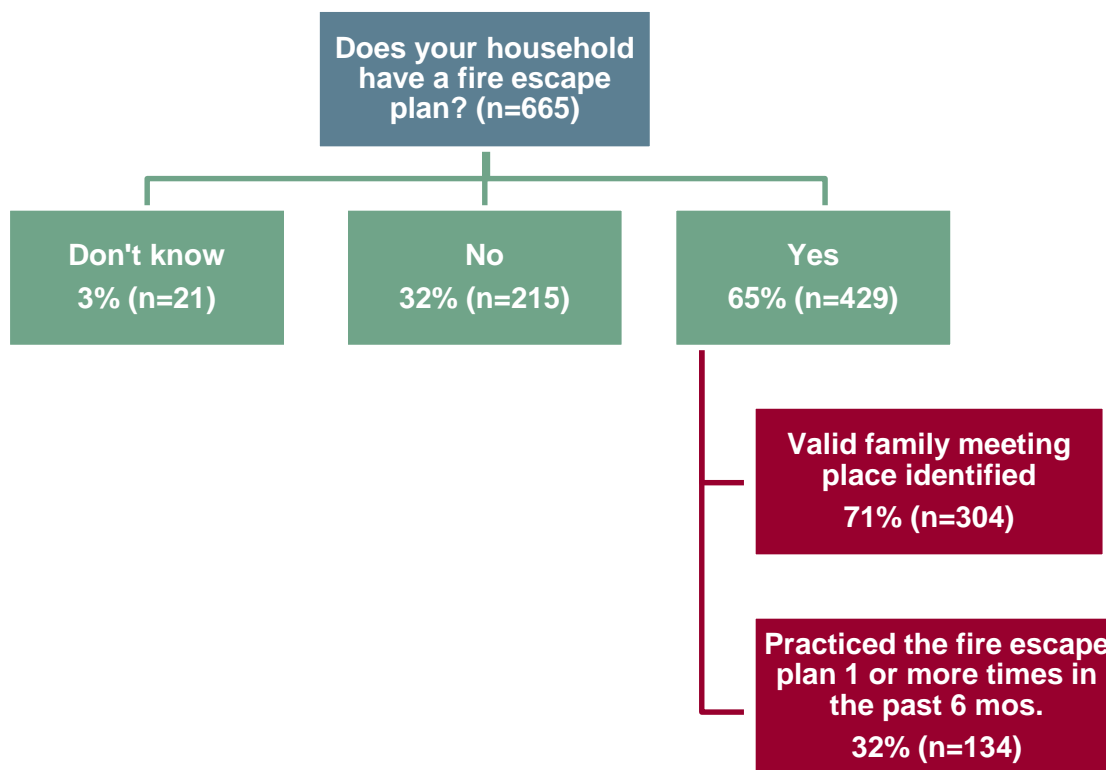 Does your household
have a fire escape
plan? (n=665)
Don't know
3% (n=21)
No
32% (n=215)
Yes
65% (n=429)
Valid family meeting
place identified
71% (n=304)
Practiced the fire escape
plan 1 or more times in
the past 6 mos.
32% (n=134)